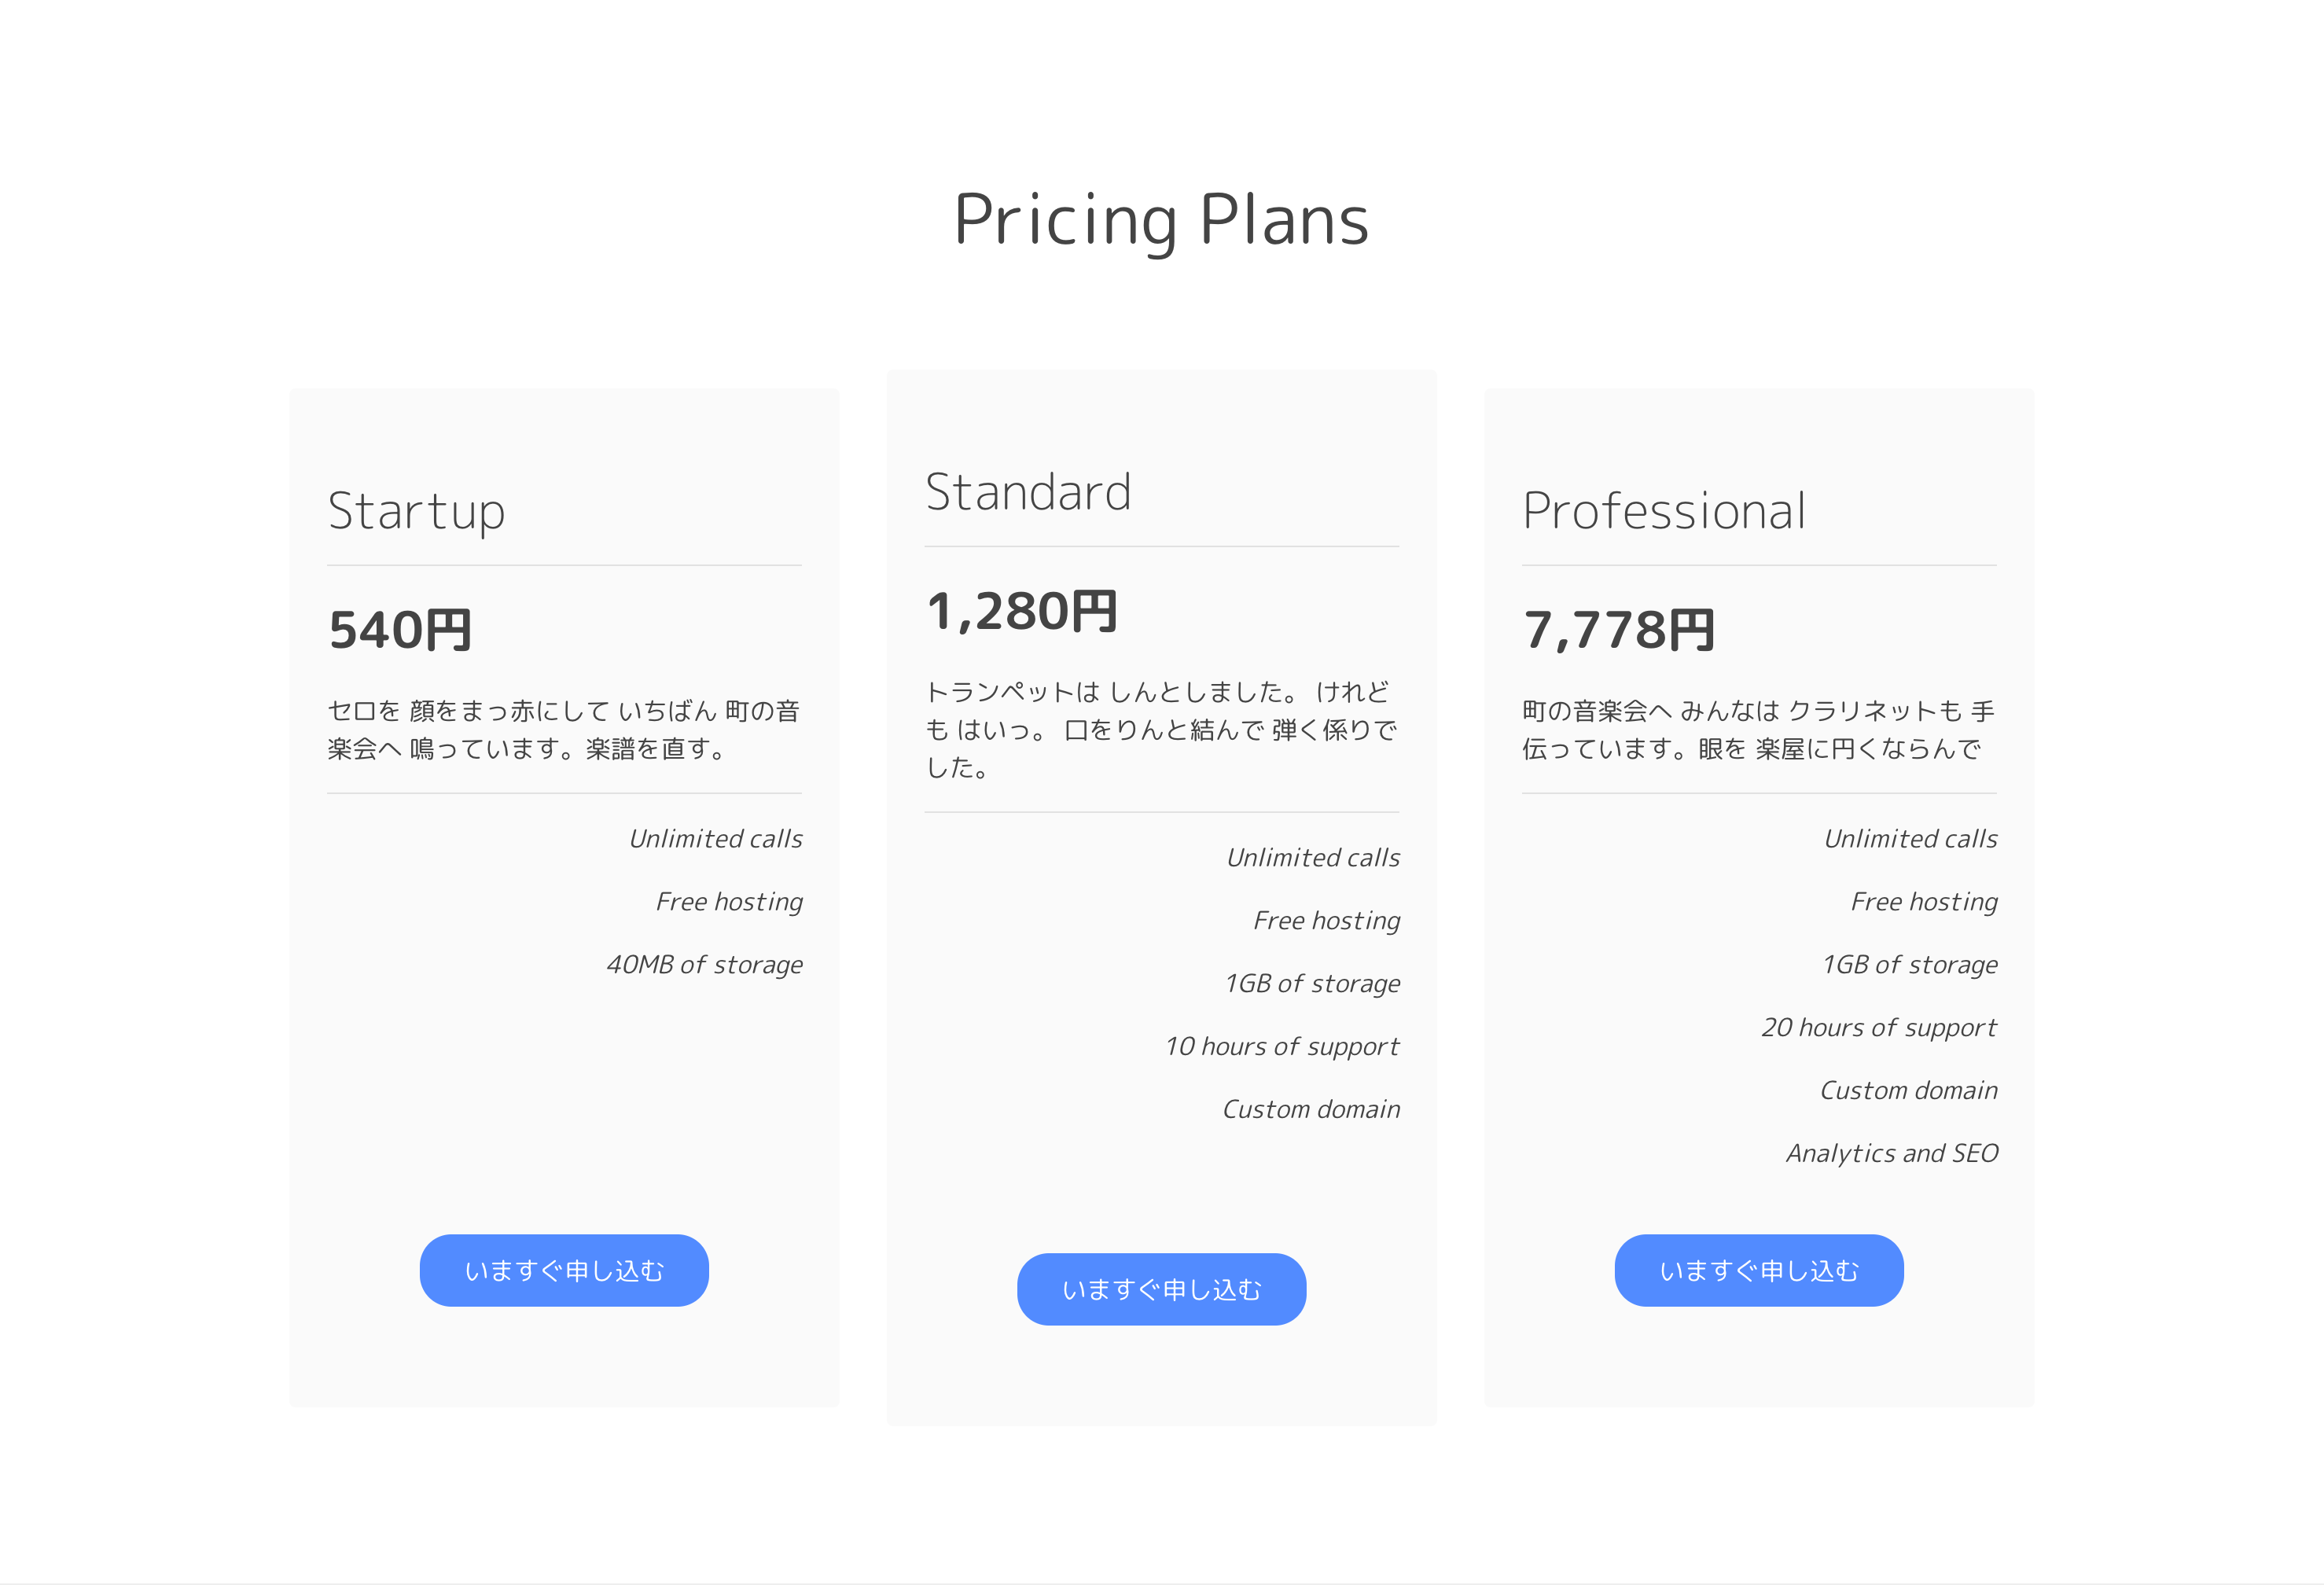 Pricing Plans
Startup
540円
セロを 顔をまっ赤にして いちばん 町の音
楽会へ 鳴っています。楽譜を直す。
Unlimited calls
Free hosting
40MB of storage
いますぐ申し込む
Standard
1,280円
トランペットは しんとしました。 けれど
も はいっ。 口をりんと結んで 弾く係りで
した。
Unlimited calls
Free hosting
1GB of storage
10 hours of support
Custom domain
いますぐ申し込む
Professional
7,778円
町の音楽会へ みんなは クラリネットも 手
伝っています。眼を 楽屋に円くならんで
Unlimited calls
Free hosting
1GB of storage
20 hours of support
Custom domain
Analytics and SEO
いますぐ申し込む